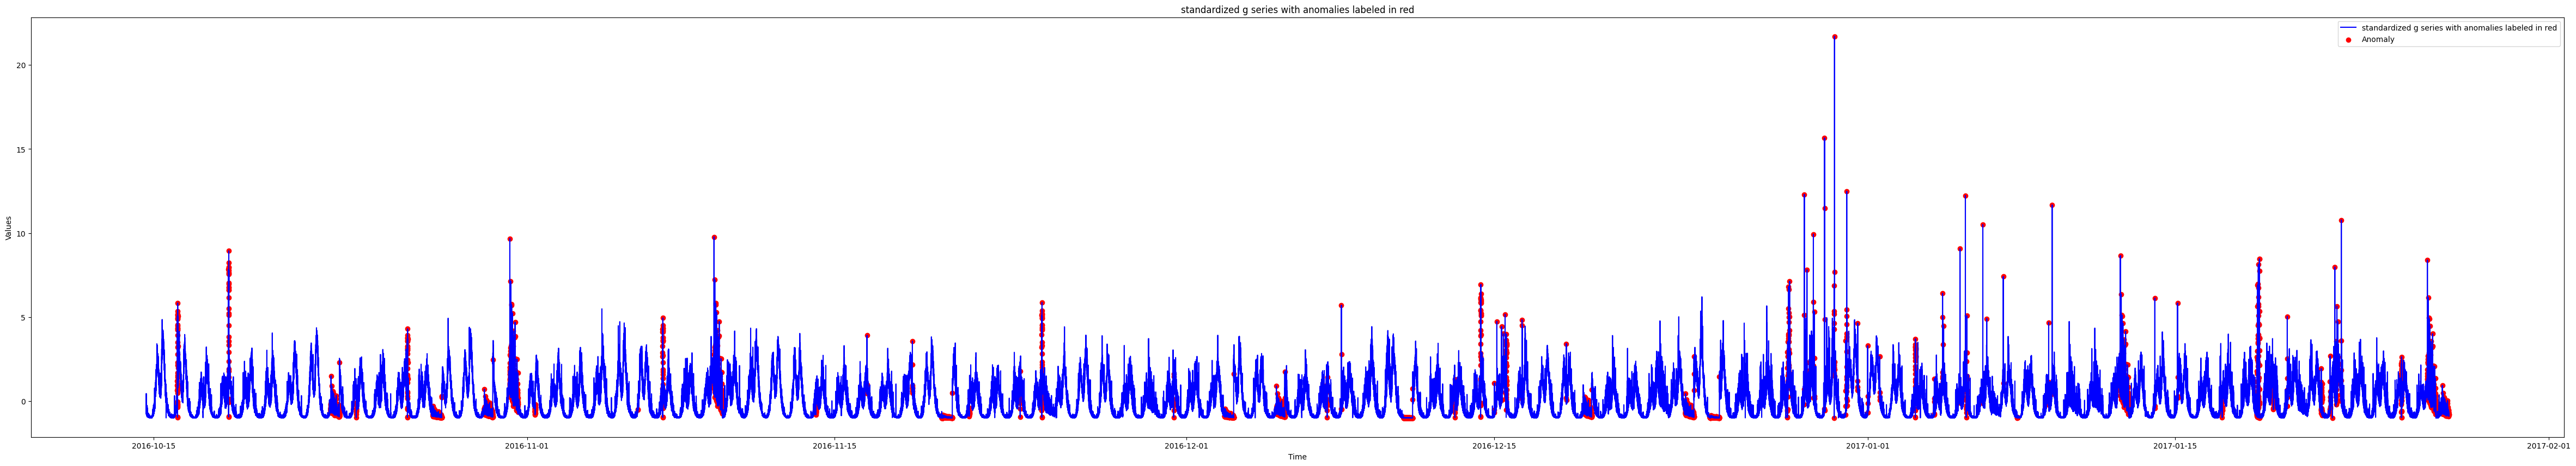 standardized g series with anomalies labeled in red
standardized g series with anomalies labeled in red
Anomaly
20
15
10
5
0
Values
2016-10-15
2016-11-01
2016-11-15
2016-12-01
2016-12-15
2017-01-01
2017-01-15
2017-02-01
Time